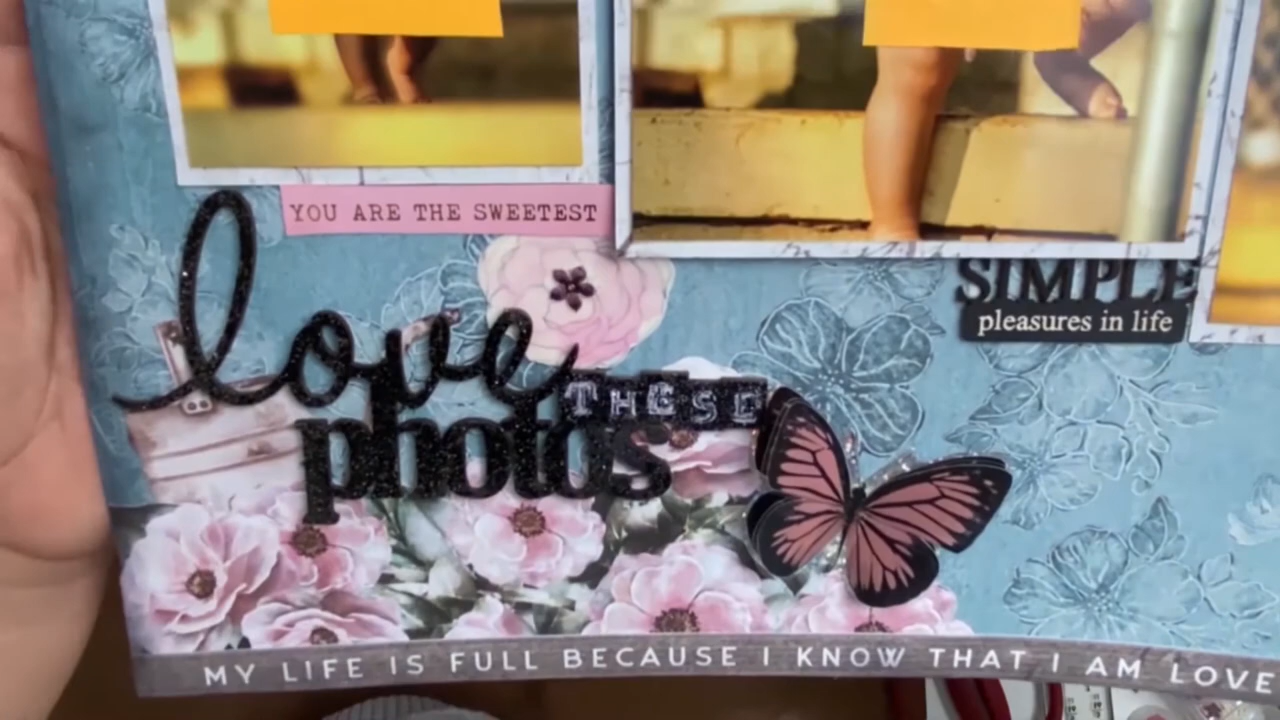 YOU ARE THE SWEETEST
SIMPLE
pleasures in life
love
THESE
photos
MY LIFE IS FULL BECAUSE I KNOW THAT I AM LOVE